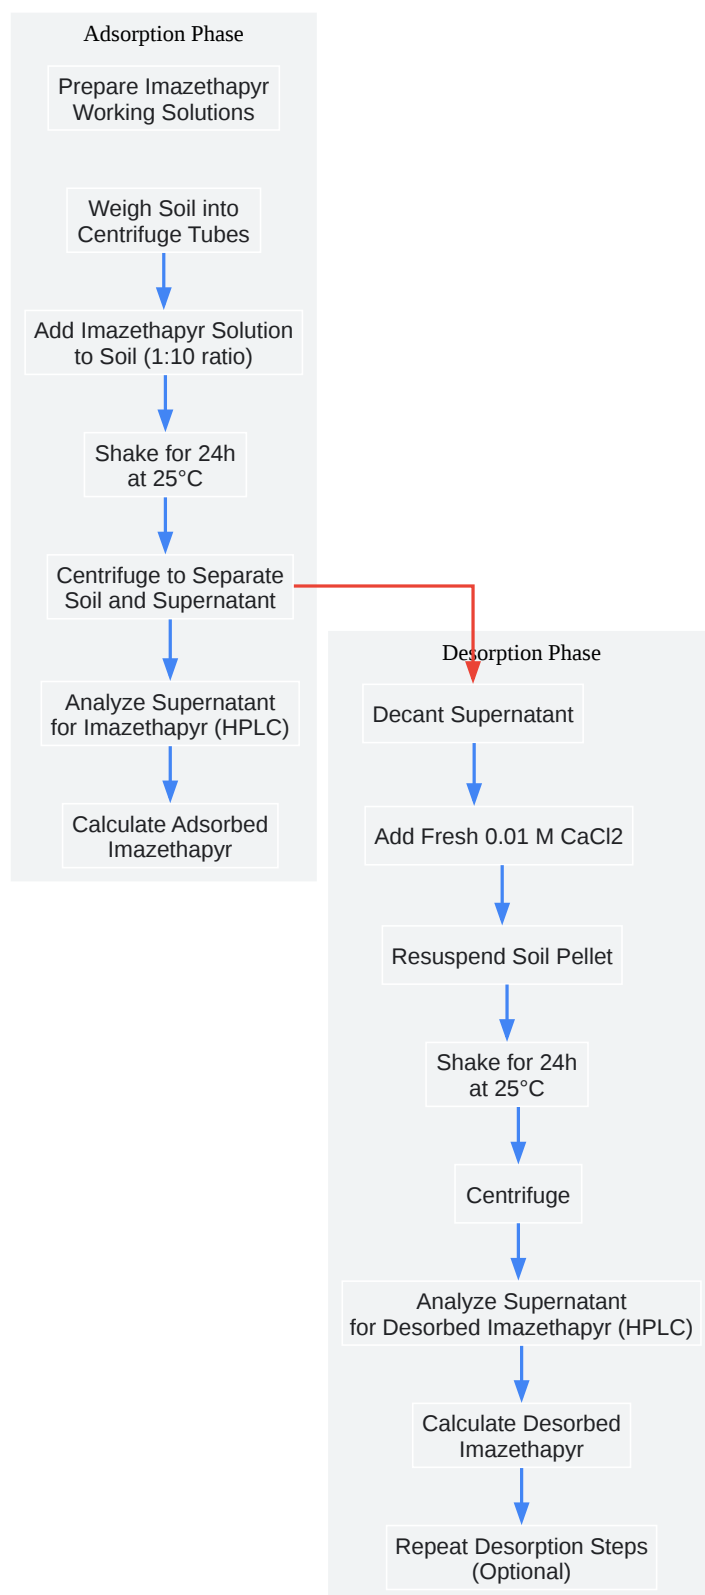 Adsorption Phase
Prepare Imazethapyr
Working Solutions
Weigh Soil into
Centrifuge Tubes
Add Imazethapyr Solution
to Soil (1:10 ratio)
Shake for 24h
at 25°C
Centrifuge to Separate
Soil and Supernatant
Analyze Supernatant
for Imazethapyr (HPLC)
Calculate Adsorbed
Imazethapyr
Desorption Phase
Decant Supernatant
Add Fresh 0.01 M CaCl2
Resuspend Soil Pellet
Shake for 24h
at 25°C
Centrifuge
Analyze Supernatant
for Desorbed Imazethapyr (HPLC)
Calculate Desorbed
Imazethapyr
Repeat Desorption Steps
(Optional)